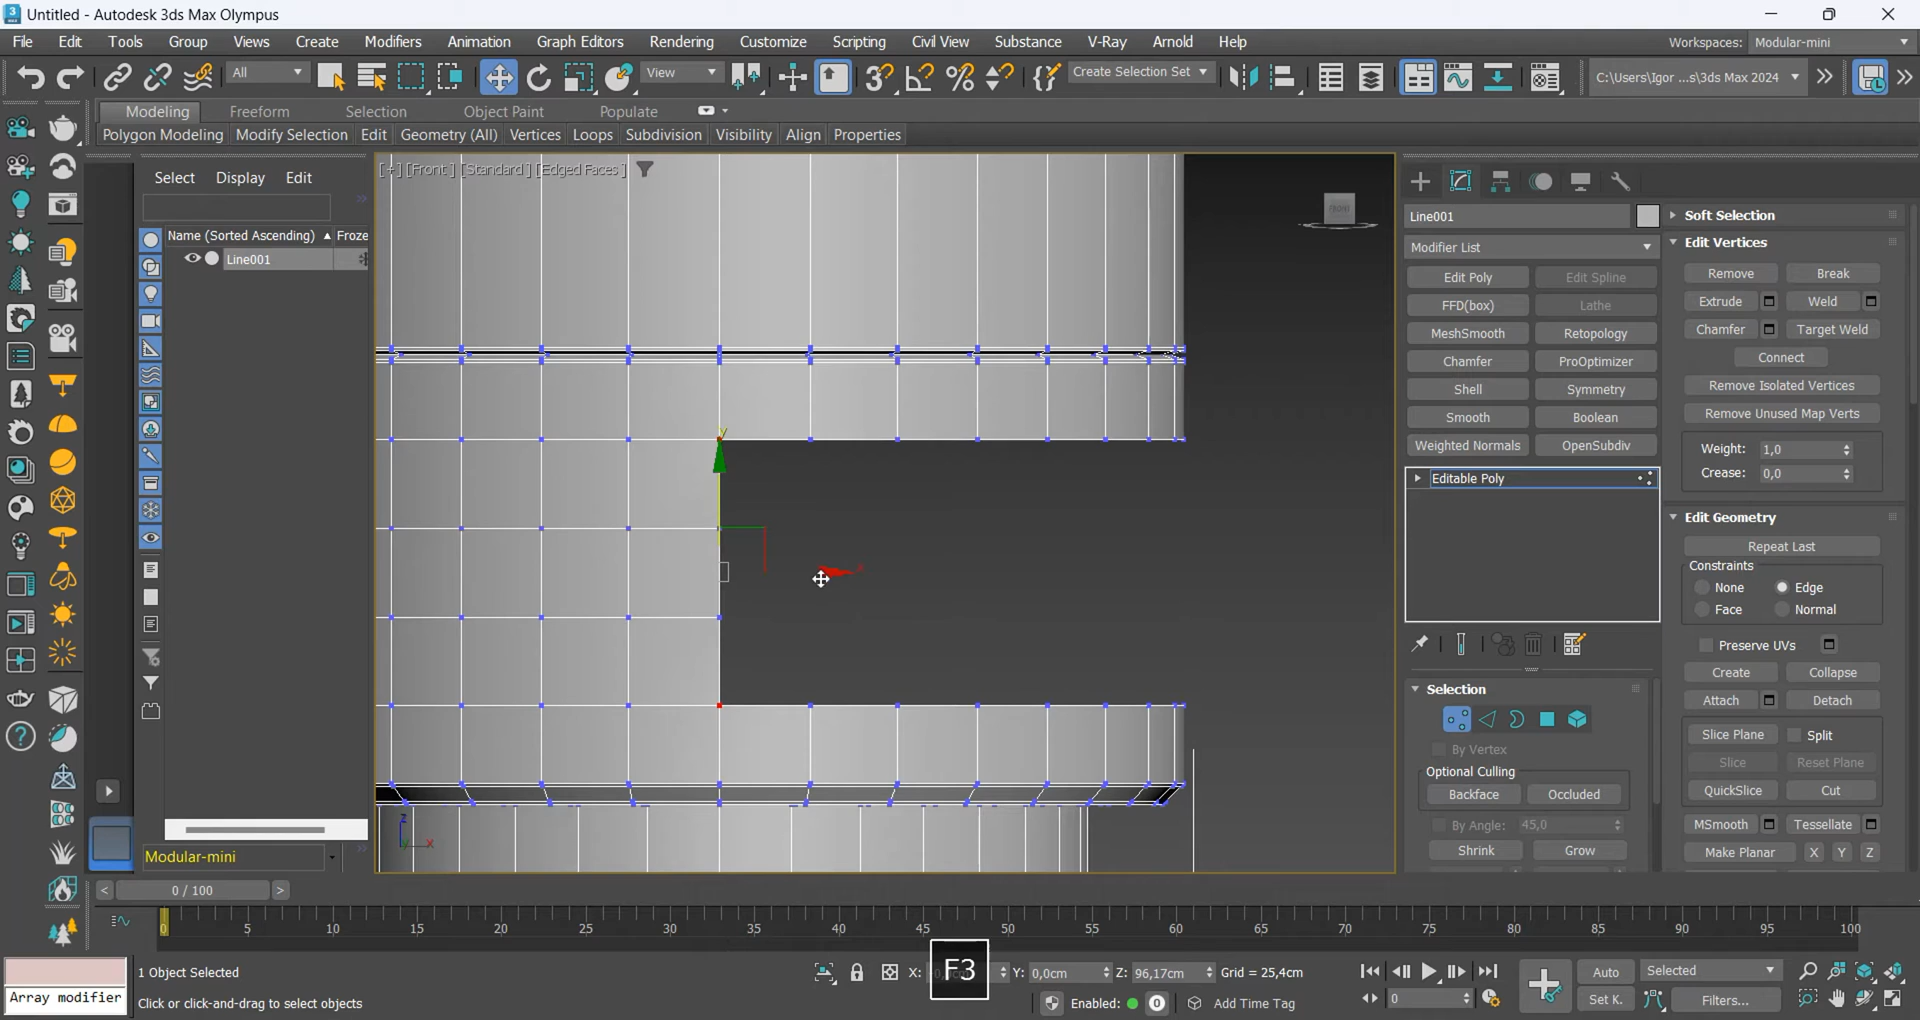 Untitled - Autodesk 3ds Max Olympus
File Edit Tools Group Views Create Modifiers Animation Graph Editors Rendering Customize Scripting Civil View Substance V-Ray Arnold Help Workspaces: Modular-mini
All View Create Selection Set C:\Users\Igor ...s\3ds Max 2024
Modeling Freeform Selection Object Paint Populate
Polygon Modeling Modify Selection Edit Geometry (All) Vertices Loops Subdivision Visibility Align Properties
Select Display Edit
Name (Sorted Ascending) Froze
Line001
Modular-mini
[+] [Front] [Standard] [Edged Faces]
FRONT
Line001
Modifier List
Edit Poly Edit Spline
FFD(box) Lathe
MeshSmooth Retopology
Chamfer ProOptimizer
Shell Symmetry
Smooth Boolean
Weighted Normals OpenSubdiv
Editable Poly
Selection
By Vertex
Optional Culling
Backface Occluded
By Angle: 45,0
Shrink Grow
Soft Selection
Edit Vertices
Remove Break
Extrude Weld
Chamfer Target Weld
Connect
Remove Isolated Vertices
Remove Unused Map Verts
Weight: 1,0
Crease: 0,0
Edit Geometry
Repeat Last
Constraints
None Edge
Face Normal
Preserve UVs
Create Collapse
Attach Detach
Slice Plane Split
Slice Reset Plane
QuickSlice Cut
MSmooth Tessellate
Make Planar X Y Z
< 0 / 100 >
0 5 10 15 20 25 30 35 40 45 50 55 60 65 70 75 80 85 90 95 100
F3
1 Object Selected X: Y: 0,0cm Z: 96,17cm Grid = 25,4cm Auto Selected
Array modifier Click or click-and-drag to select objects Enabled: 0 Add Time Tag 0 Set K. Filters...